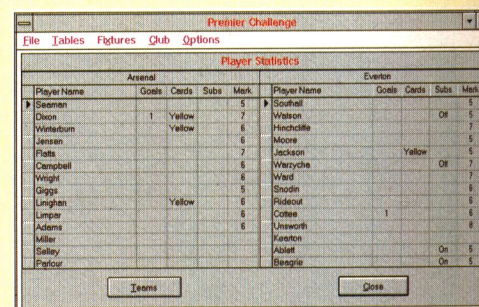 Premier Challenge
File Tables Fixtures Club Options
Player Statistics
Arsenal Everton
Player Name Goals Cards Subs Mark Player Name Goals Cards Subs Mark
Seaman 5 Southall 5
Dixon 1 Yellow 7 Watson Off 5
Winterburn Yellow 6 Hinchcliffe 7
Jensen 6 Moore 5
Flatts 7 Jackson Yellow 5
Campbell 6 Warzycha Off 7
Wright 6 Ward 7
Giggs 5 Snodin 6
Linighan Yellow 6 Rideout 6
Limpar 6 Cottee 1 6
Adams 6 Unsworth 6
Miller Kearton
Selley Ablett On 5
Parlour Beagrie On 5
Teams Close